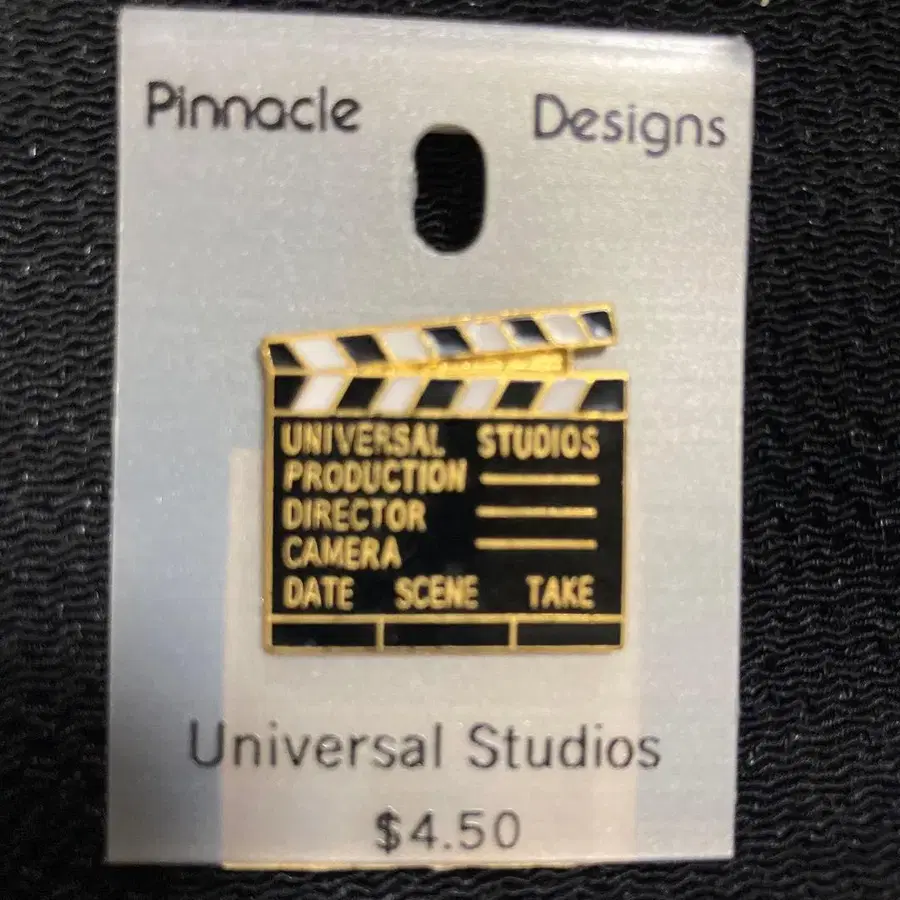 Pinnacle Designs
UNIVERSAL STUDIOS
PRODUCTION
DIRECTOR
CAMERA
DATE SCENE TAKE
Universal Studios
$4.50